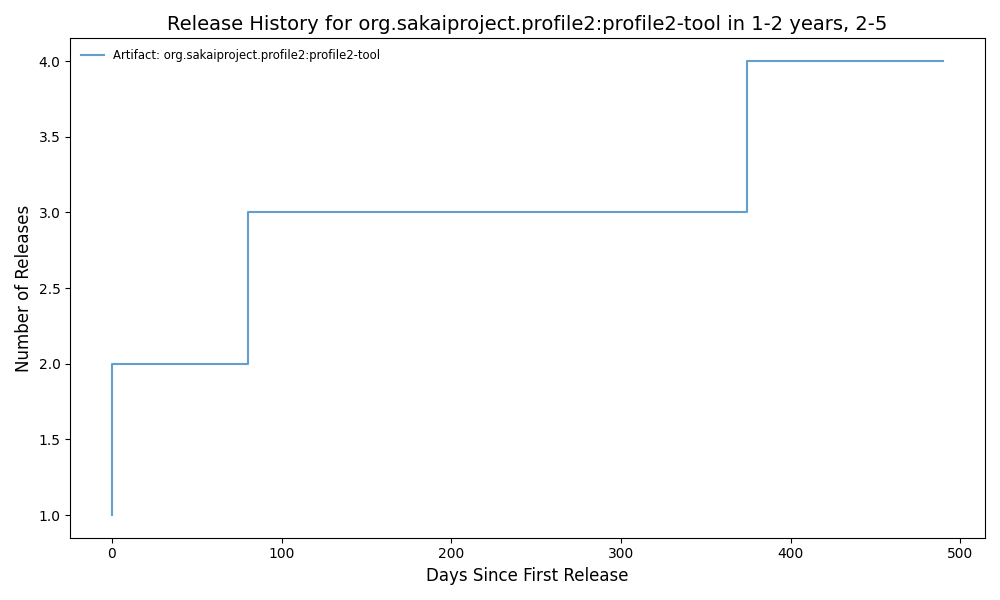 Release History for org.sakaiproject.profile2:profile2-tool in 1-2 years, 2-5
Artifact: org.sakaiproject.profile2:profile2-tool
Number of Releases
4.0
3.5
3.0
2.5
2.0
1.5
1.0
0 100 200 300 400 500
Days Since First Release